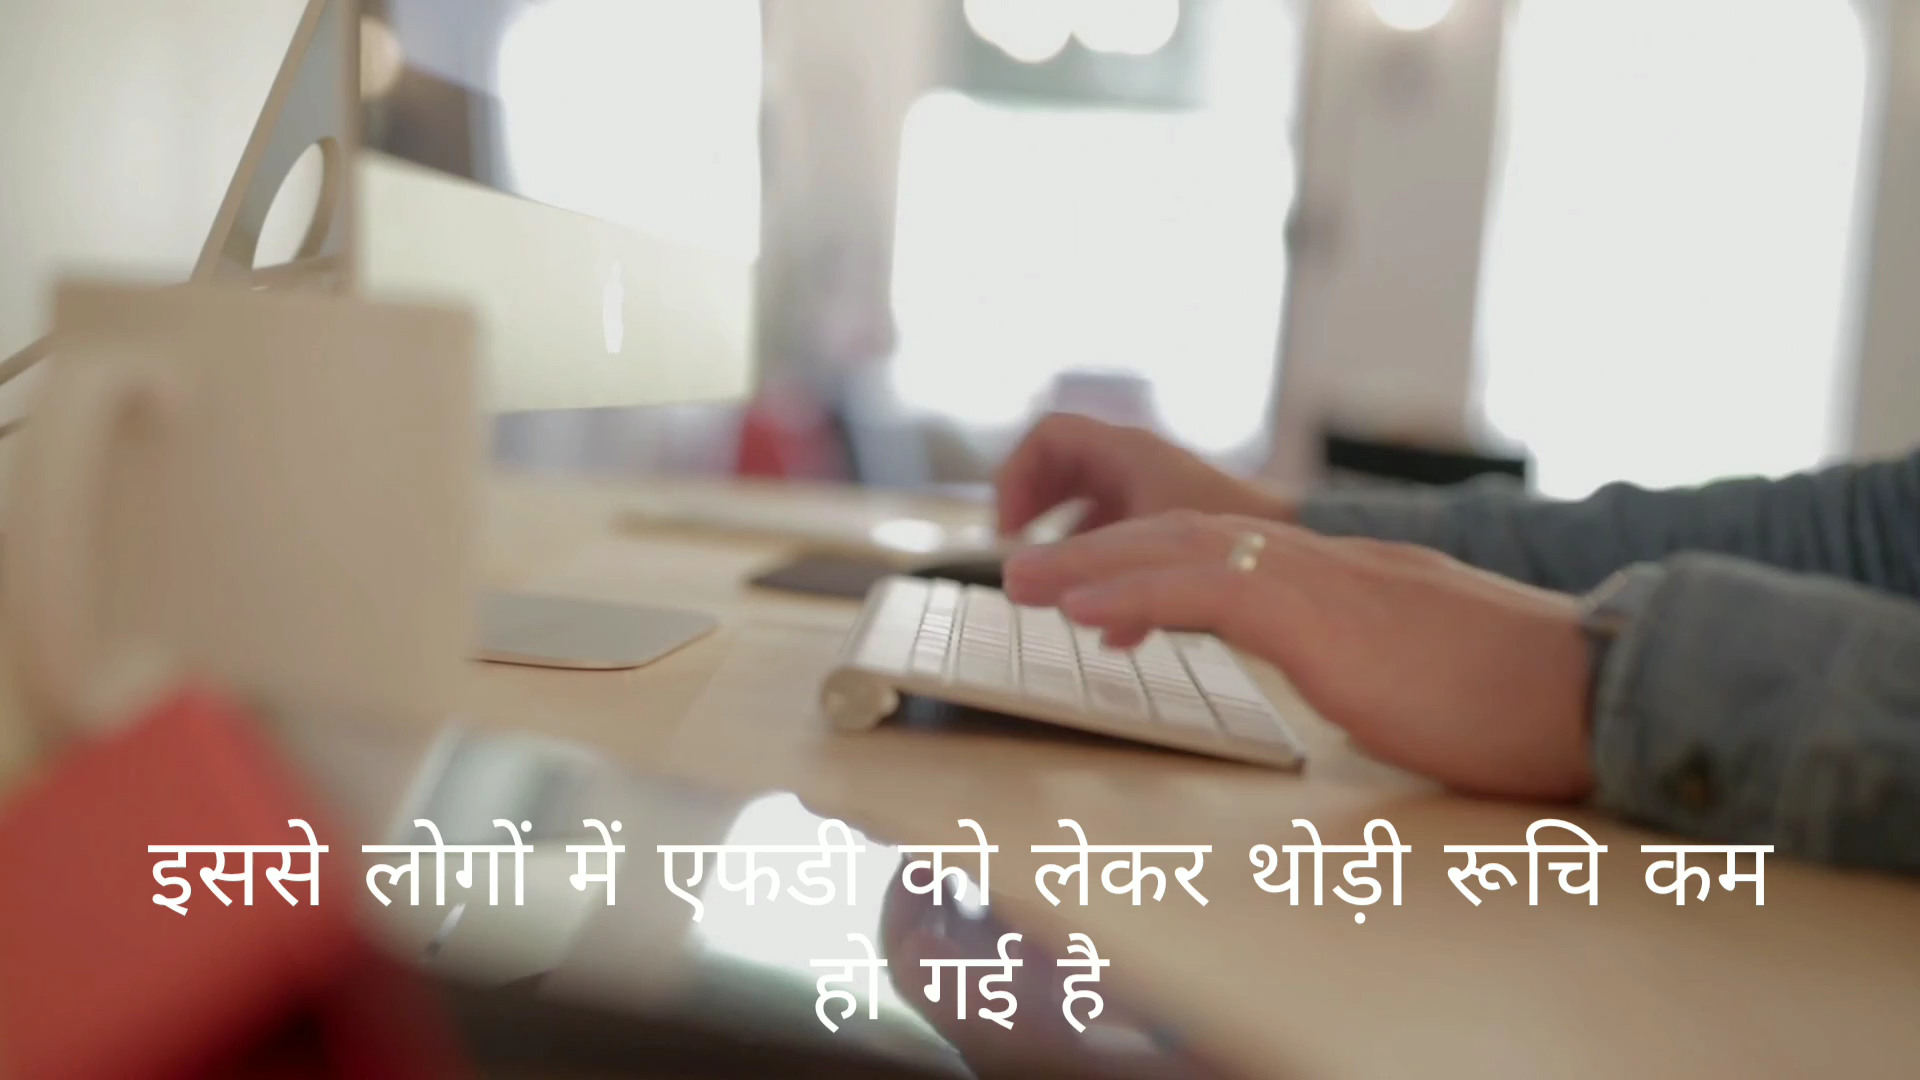 इससे लोगों में एफडी को लेकर थोड़ी रूचि कम
हो गई है